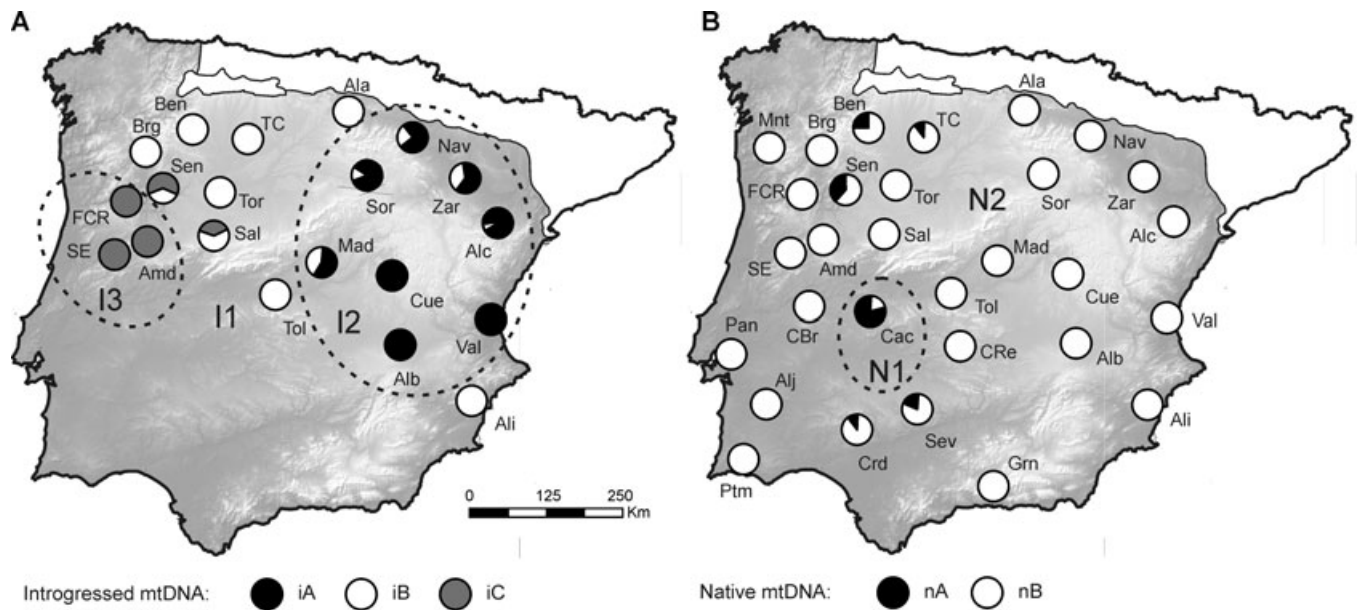 A
Ala
Ben
TC
Brg
Nav
Sen
Tor
Sor
Zar
FCR
Sal
Alc
SE
Amd
Mad
I3
I1
Cue
Tol
I2
Val
Alb
Ali
0 125 250
Km
Introgressed mtDNA: iA iB iC
B
Ala
Ben
TC
Mnt
Brg
Nav
Sen
FCR
Tor
N2
Sor
Zar
Sal
Alc
SE
Amd
Mad
Cue
Tol
CBr
Cac
Val
Pan
CRe
Alb
N1
Alj
Ali
Sev
Crd
Grn
Ptm
Native mtDNA: nA nB